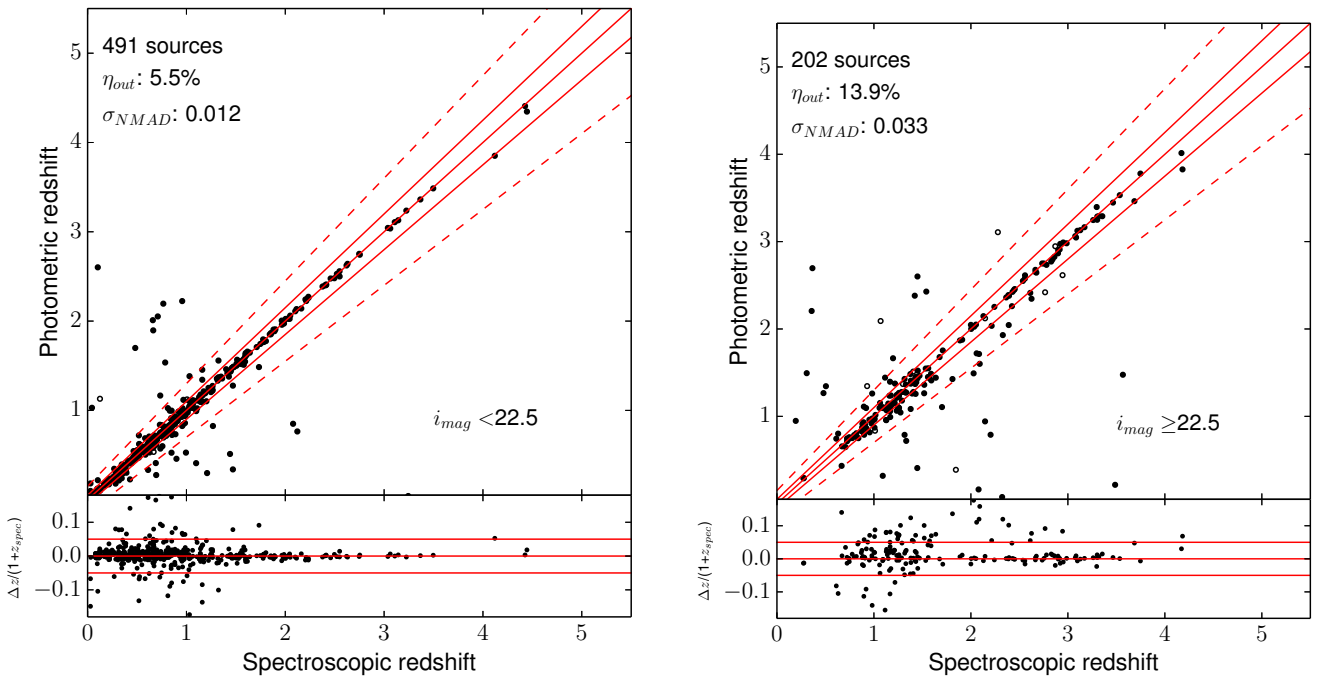 491 sources
η_out: 5.5%
σ_NMAD: 0.012
i_mag <22.5
Photometric redshift
5
4
3
2
1
Δz/(1+z_spec)
0.1
0.0
−0.1
0 1 2 3 4 5
Spectroscopic redshift
202 sources
η_out: 13.9%
σ_NMAD: 0.033
i_mag ≥22.5
Photometric redshift
5
4
3
2
1
Δz/(1+z_spec)
0.1
0.0
−0.1
0 1 2 3 4 5
Spectroscopic redshift